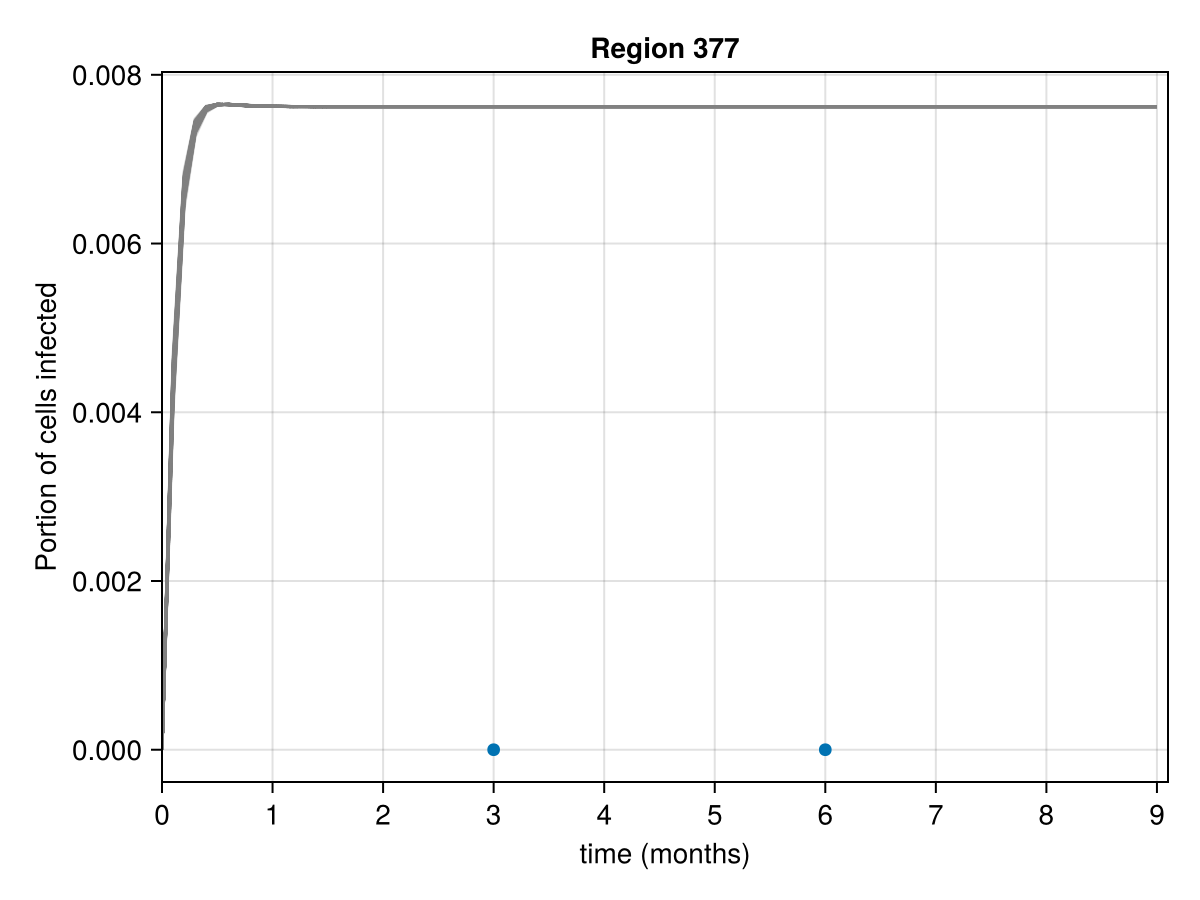 Region 377
0.008
0.006
0.004
0.002
0.000
Portion of cells infected
0 1 2 3 4 5 6 7 8 9
time (months)